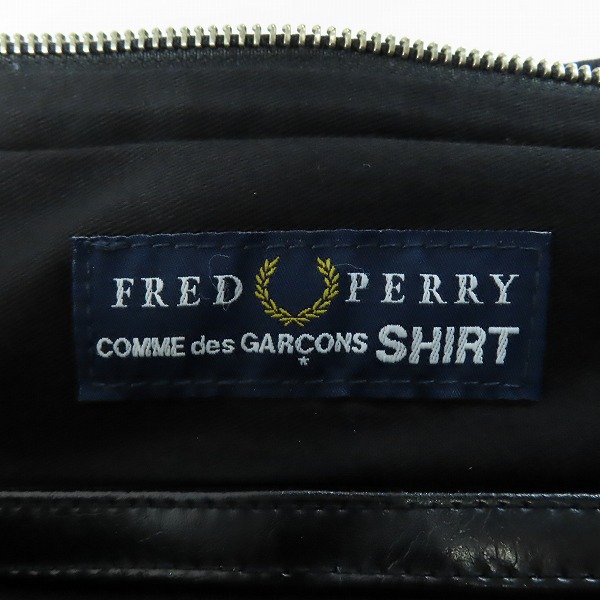 FRED PERRY
COMME des GARÇONS SHIRT
*